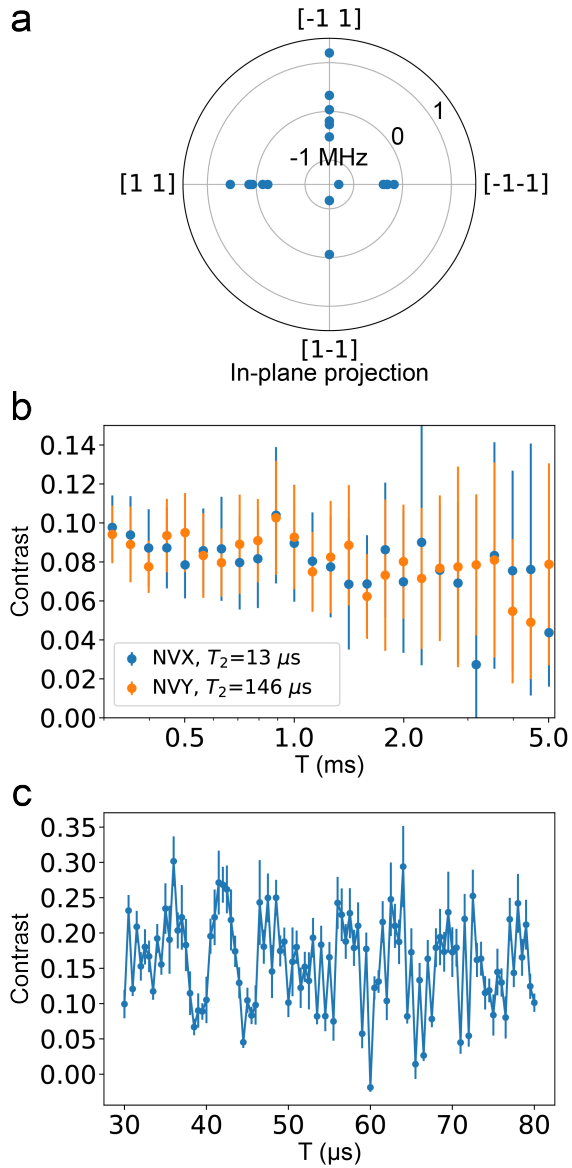 a
[-1 1]
1
0
-1 MHz
[1 1]
[-1-1]
[1-1]
In-plane projection
b
0.14
0.12
0.10
0.08
0.06
0.04
0.02
0.00
Contrast
NVX, T₂=13 μs
NVY, T₂=146 μs
0.5
1.0
2.0
5.0
T (ms)
c
0.35
0.30
0.25
0.20
0.15
0.10
0.05
0.00
Contrast
30
40
50
60
70
80
T (μs)